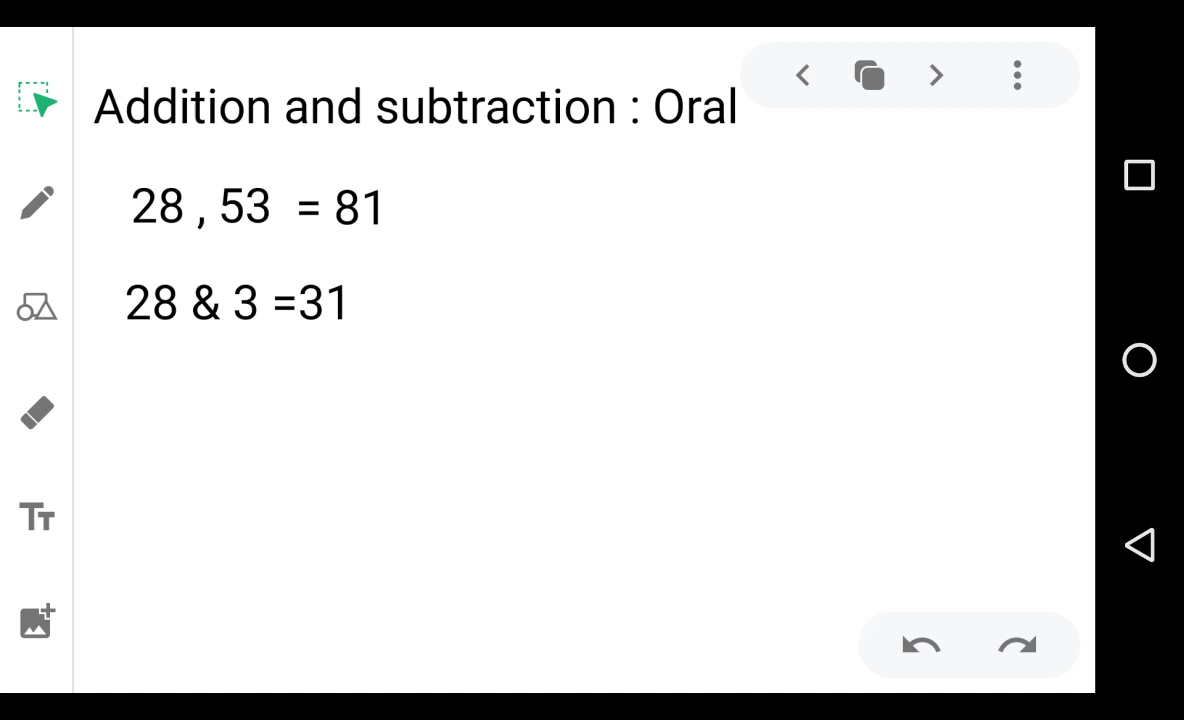 Addition and subtraction : Oral
28 , 53 = 81
28 & 3 =31